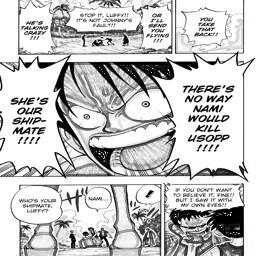 YOU
TAKE
THAT
BACK!!
OR
I'LL
SEND
YOU
FLYING
!!!
STOP IT, LUFFY!!
IT'S NOT JOHNNY'S
FAULT!!
HE'S
TALKING
CRAZY
!!!
THERE'S
NO WAY
NAMI
WOULD
KILL
USOPP
!!!!
SHE'S
OUR
SHIP-
MATE
!!!!
IF YOU DON'T WANT
TO BELIEVE IT, FINE!!
BUT I SAW IT WITH
MY OWN EYES!!
NAMI...
WHO'S YOUR
SHIPMATE,
LUFFY?